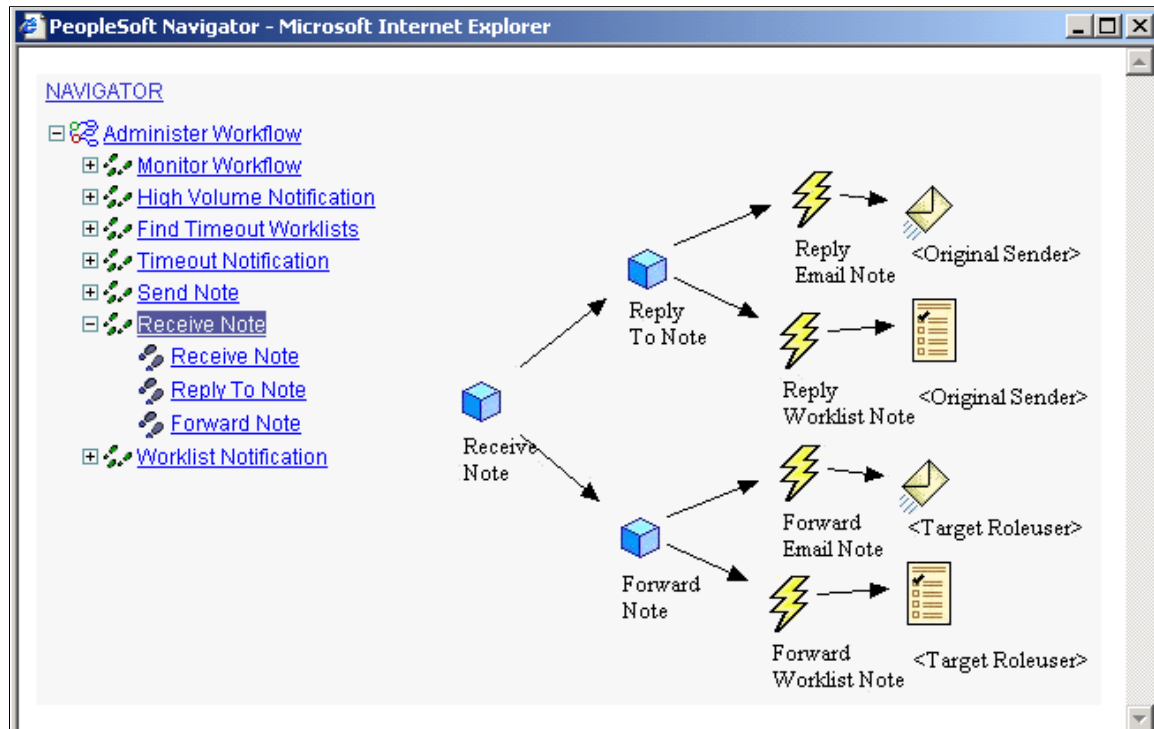 PeopleSoft Navigator - Microsoft Internet Explorer
NAVIGATOR
Administer Workflow
Monitor Workflow
High Volume Notification
Find Timeout Worklists
Timeout Notification
Send Note
Receive Note
Receive Note
Reply To Note
Forward Note
Worklist Notification
Receive
Note
Reply
To Note
Reply
Email Note
<Original Sender>
Reply
Worklist Note
<Original Sender>
Forward
Note
Forward
Email Note
<Target Roleuser>
Forward
Worklist Note
<Target Roleuser>